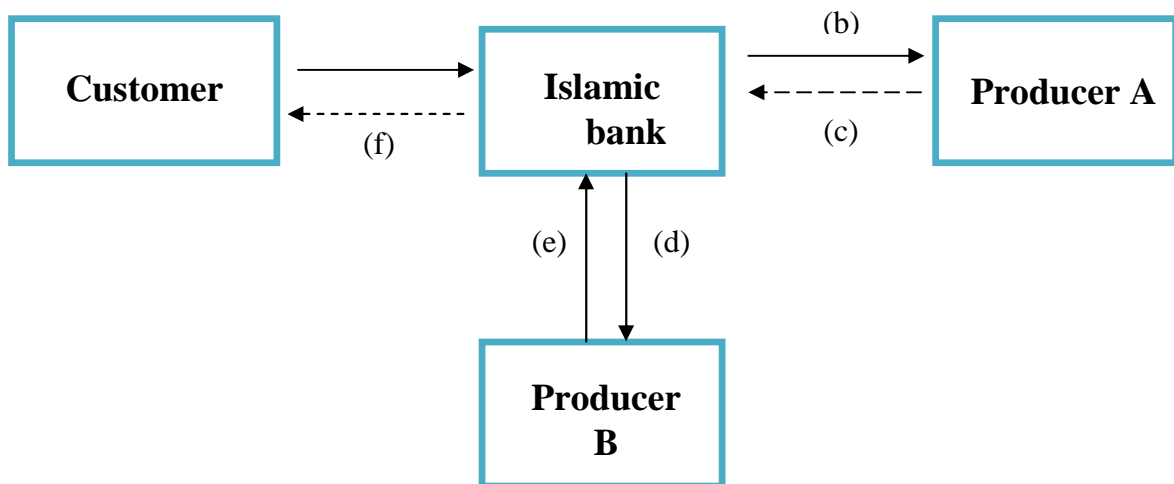 (b)
Customer
Islamic
bank
Producer A
(f)
(c)
(e)
(d)
Producer
B